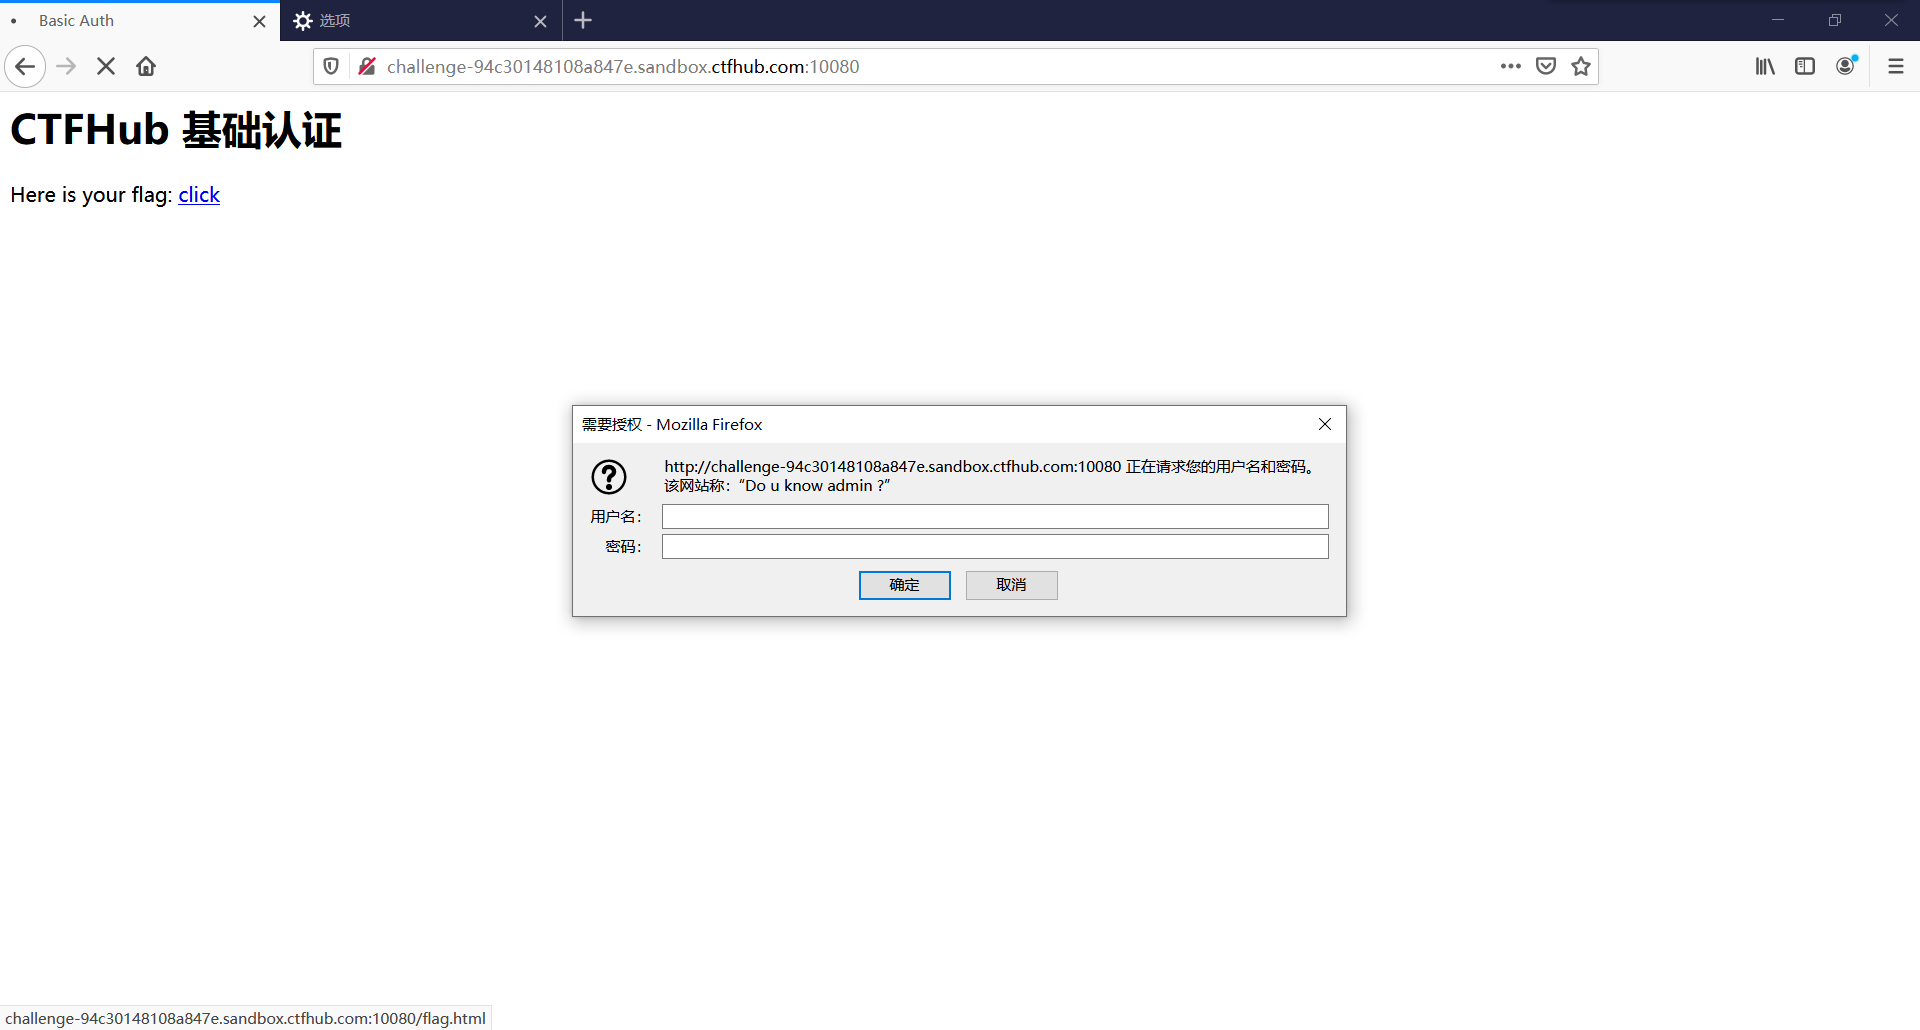 Basic Auth
选项
challenge-94c30148108a847e.sandbox.ctfhub.com:10080
CTFHub 基础认证
Here is your flag: click
需要授权 - Mozilla Firefox
http://challenge-94c30148108a847e.sandbox.ctfhub.com:10080 正在请求您的用户名和密码。
该网站称：“Do u know admin ?”
用户名：
密码：
确定
取消
challenge-94c30148108a847e.sandbox.ctfhub.com:10080/flag.html